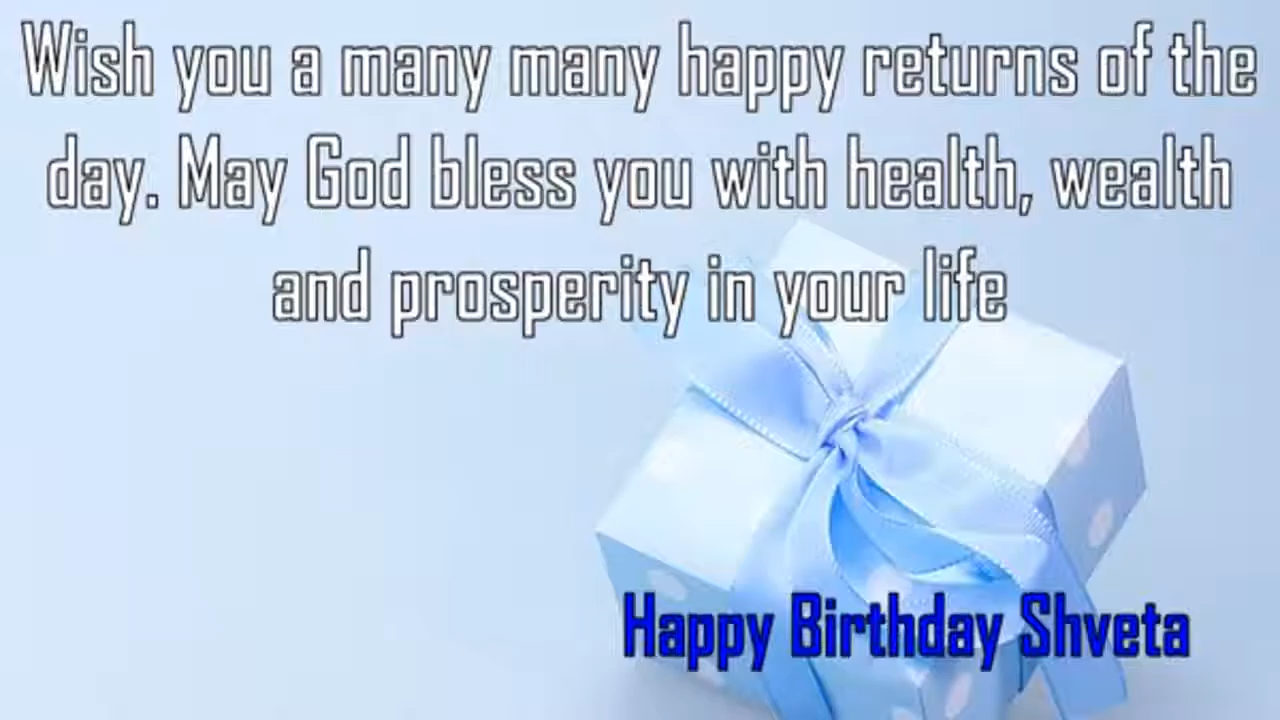 Wish you a many many happy returns of the
day. May God bless you with health, wealth
and prosperity in your life
Happy Birthday Shveta